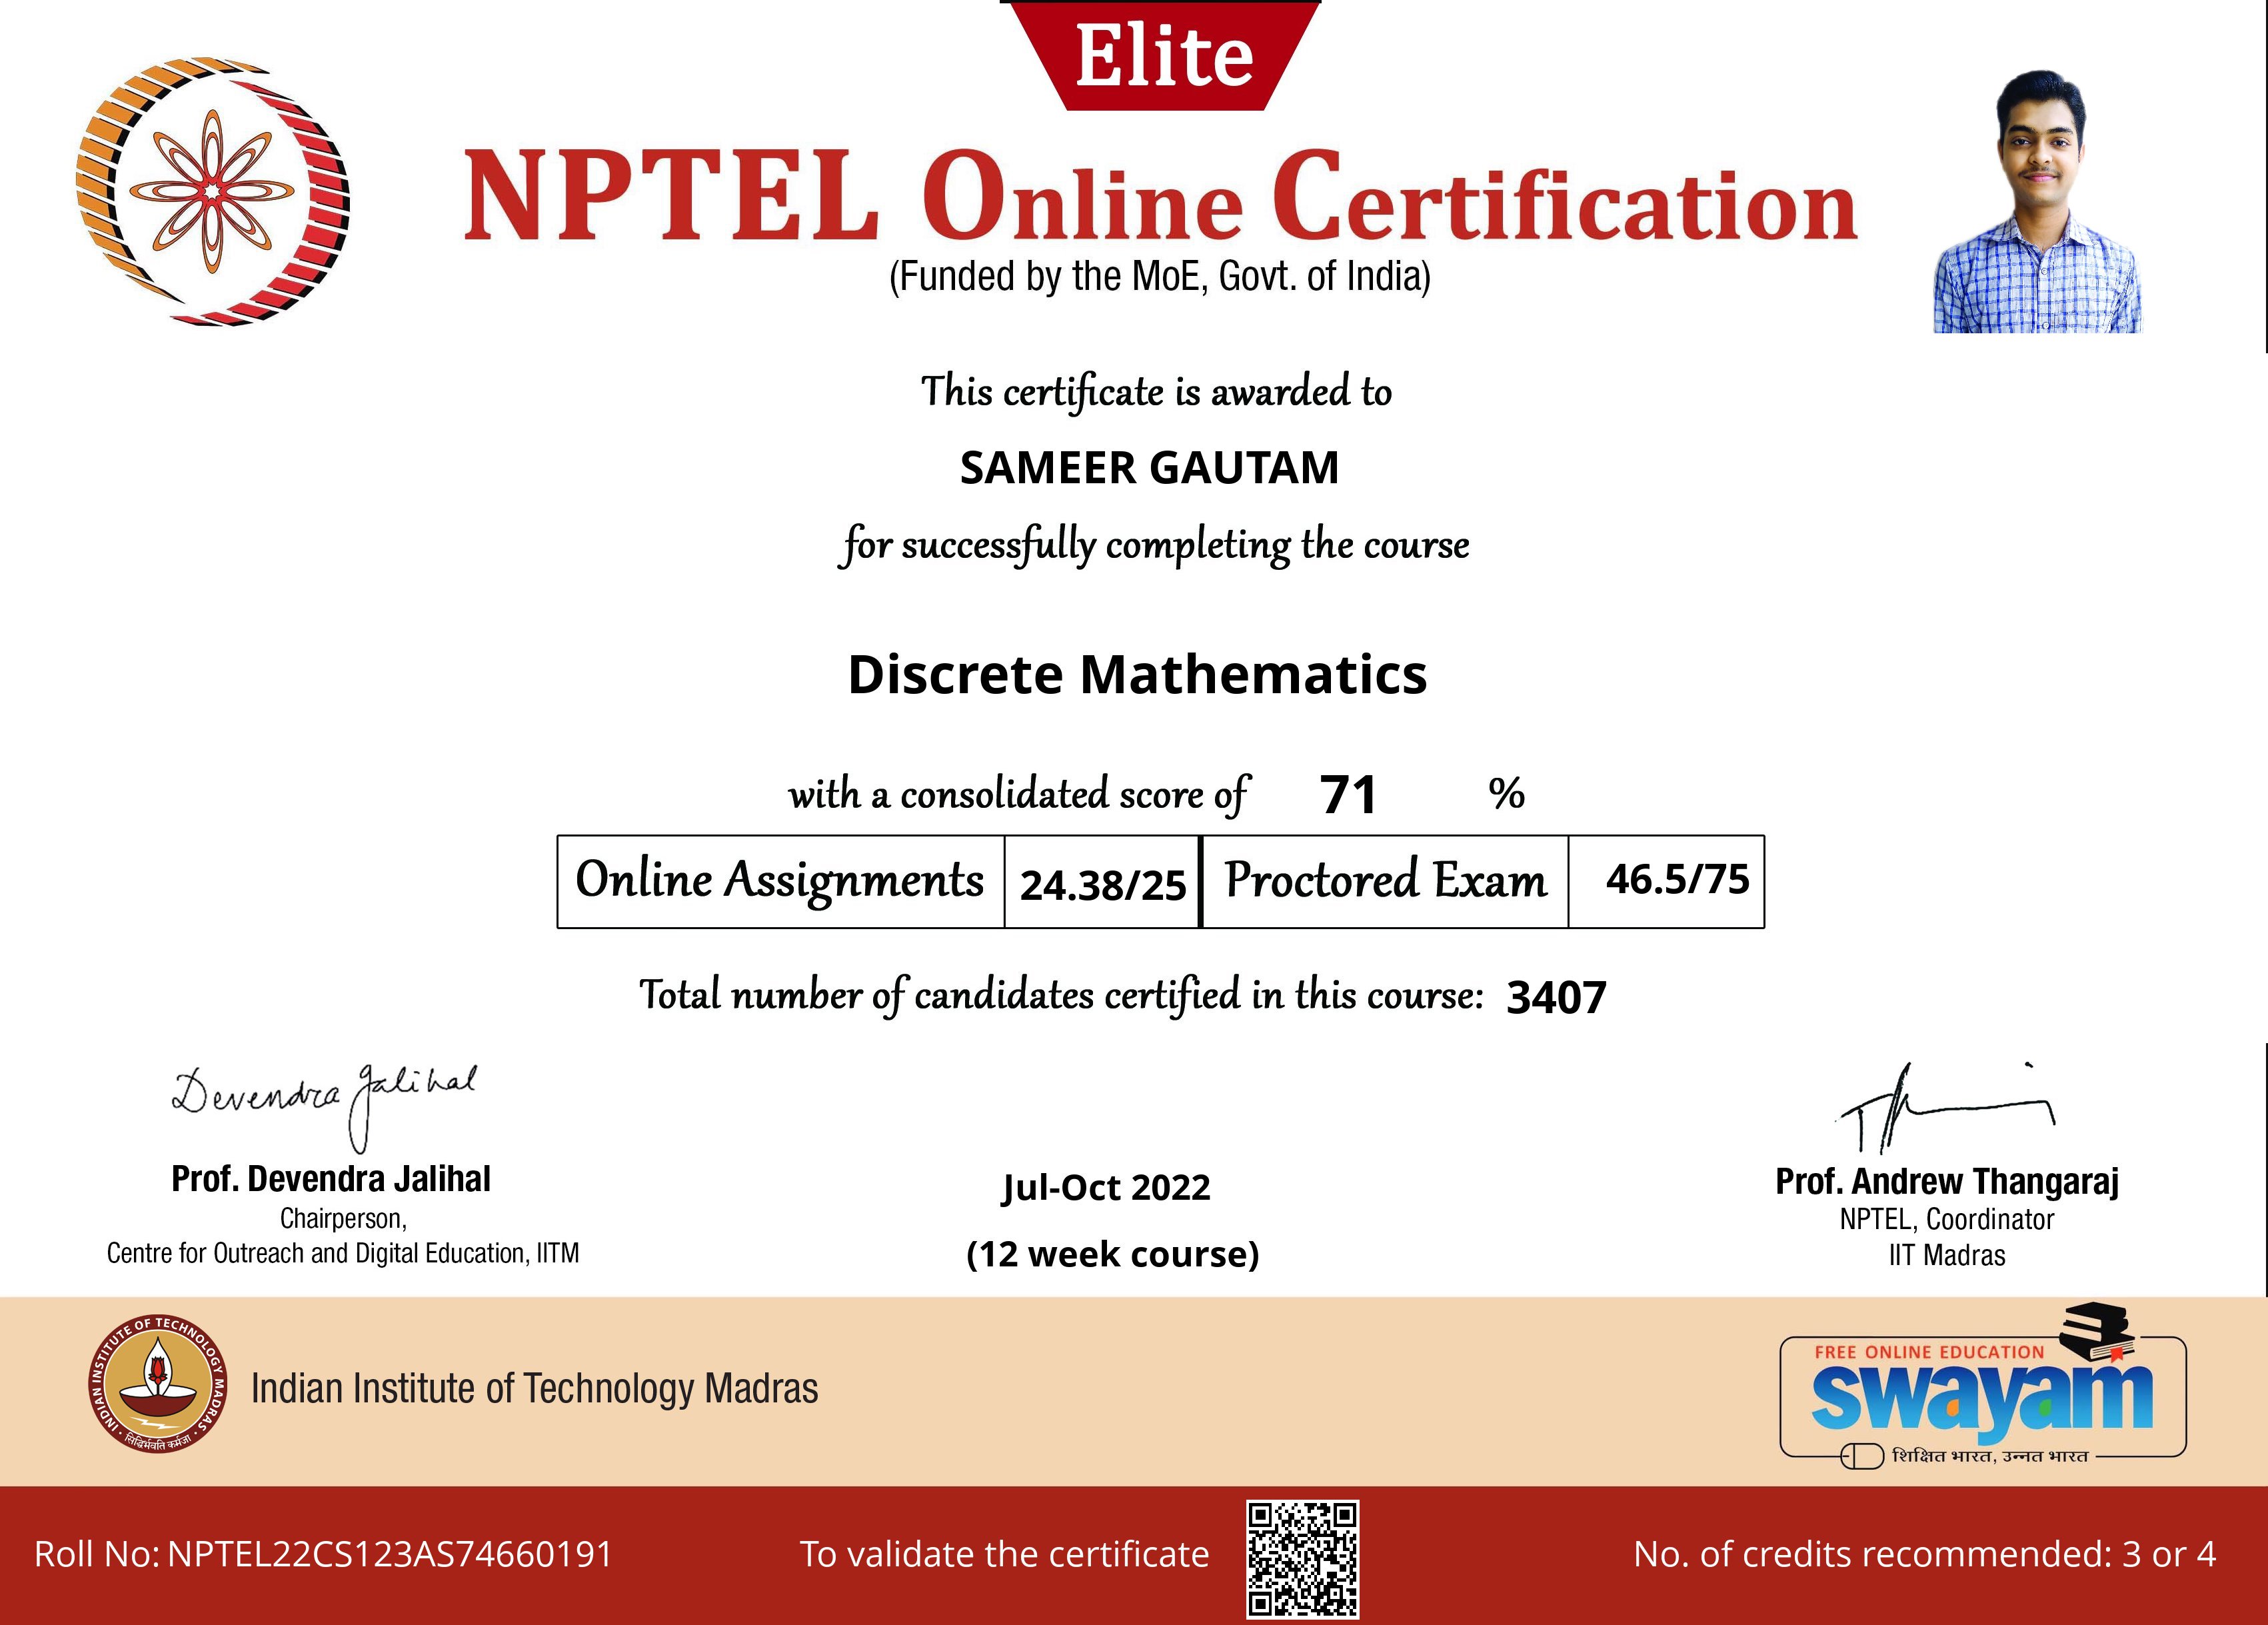 Elite
NPTEL Online Certification
(Funded by the MoE, Govt. of India)
This certificate is awarded to
SAMEER GAUTAM
for successfully completing the course
Discrete Mathematics
with a consolidated score of 71 %
Online Assignments 24.38/25 Proctored Exam 46.5/75
Total number of candidates certified in this course: 3407
Devendra Jalihal
Prof. Devendra Jalihal
Chairperson,
Centre for Outreach and Digital Education, IITM
Jul-Oct 2022
(12 week course)
Prof. Andrew Thangaraj
NPTEL, Coordinator
IIT Madras
INDIAN INSTITUTE OF TECHNOLOGY MADRAS
सिद्धिर्भवति कर्मजा
Indian Institute of Technology Madras
FREE ONLINE EDUCATION
swayam
शिक्षित भारत, उन्नत भारत
Roll No: NPTEL22CS123AS74660191
To validate the certificate
No. of credits recommended: 3 or 4